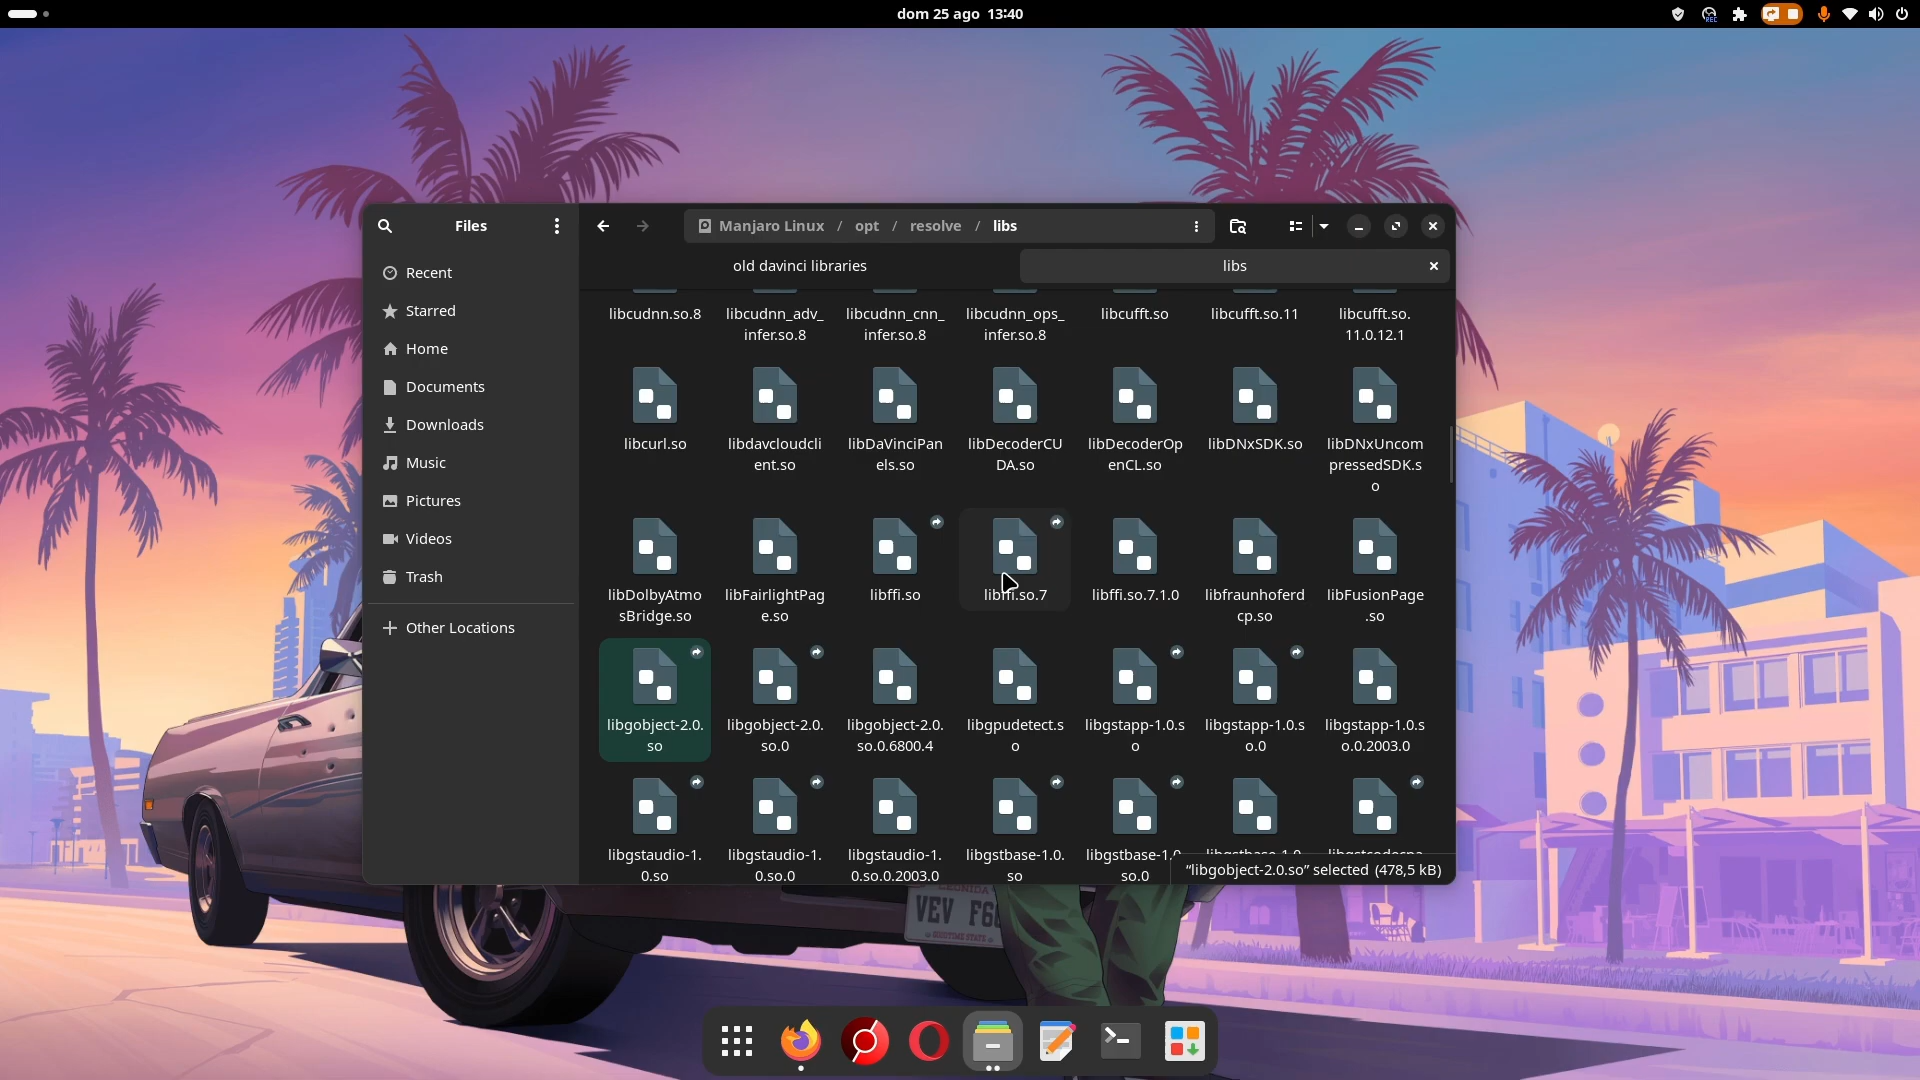 dom 25 ago 13:40
REC
Files
Manjaro Linux / opt / resolve / libs
old davinci libraries
libs
Recent
Starred
Home
Documents
Downloads
Music
Pictures
Videos
Trash
Other Locations
libcudnn.so.8
libcudnn_adv_
infer.so.8
libcudnn_cnn_
infer.so.8
libcudnn_ops_
infer.so.8
libcufft.so
libcufft.so.11
libcufft.so.
11.0.12.1
libcurl.so
libdavcloudcli
ent.so
libDaVinciPan
els.so
libDecoderCU
DA.so
libDecoderOp
enCL.so
libDNxSDK.so
libDNxUncom
pressedSDK.s
o
libDolbyAtmo
sBridge.so
libFairlightPag
e.so
libffi.so
libffi.so.7
libffi.so.7.1.0
libfraunhoferd
cp.so
libFusionPage
.so
libgobject-2.0.
so
libgobject-2.0.
so.0
libgobject-2.0.
so.0.6800.4
libgpudetect.s
o
libgstapp-1.0.s
o
libgstapp-1.0.s
o.0
libgstapp-1.0.s
o.0.2003.0
libgstaudio-1.
0.so
libgstaudio-1.
0.so.0
libgstaudio-1.
0.so.0.2003.0
libgstbase-1.0.
so
libgstbase-1.0
so.0
“libgobject-2.0.so” selected (478,5 kB)
VEV F6